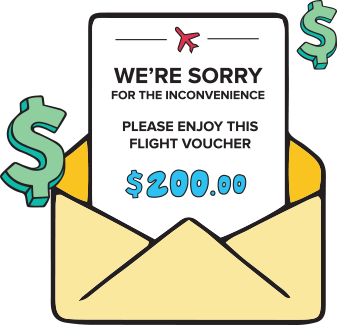 WE'RE SORRY
FOR THE INCONVENIENCE
PLEASE ENJOY THIS
FLIGHT VOUCHER
$200.00
$
$